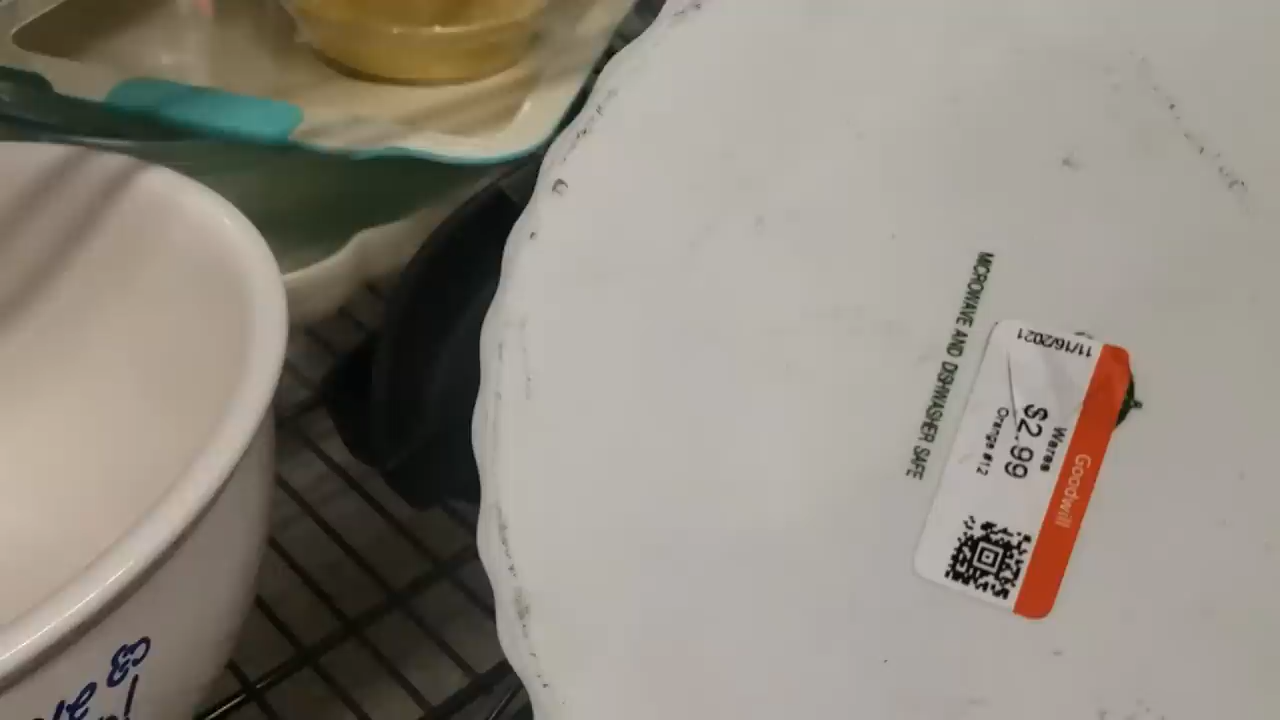 MICROWAVE AND DISHWASHER SAFE
Goodwill
Wares
$2.99
Orange #12
11/16/2021